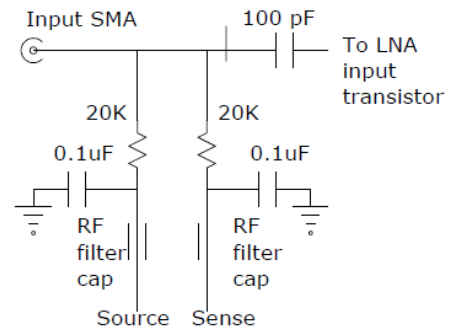 Input SMA
100 pF
To LNA
input
transistor
20K
20K
0.1uF
0.1uF
RF
filter
cap
RF
filter
cap
Source
Sense